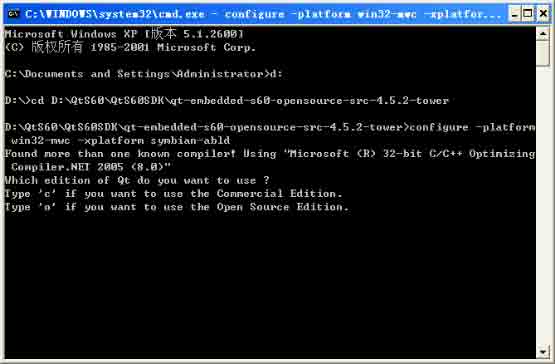 C:\WINDOWS\system32\cmd.exe - configure -platform win32-mwc -xplatfor...
Microsoft Windows XP [版本 5.1.2600]
(C) 版权所有 1985-2001 Microsoft Corp.
C:\Documents and Settings\Administrator>d:
D:\>cd D:\QtS60\QtS60SDK\qt-embedded-s60-opensource-src-4.5.2-tower
D:\QtS60\QtS60SDK\qt-embedded-s60-opensource-src-4.5.2-tower>configure -platform
 win32-mwc -xplatform symbian-abld
Found more than one known compiler! Using "Microsoft (R) 32-bit C/C++ Optimizing
 Compiler.NET 2005 (8.0)"
Which edition of Qt do you want to use ?
Type 'c' if you want to use the Commercial Edition.
Type 'o' if you want to use the Open Source Edition.